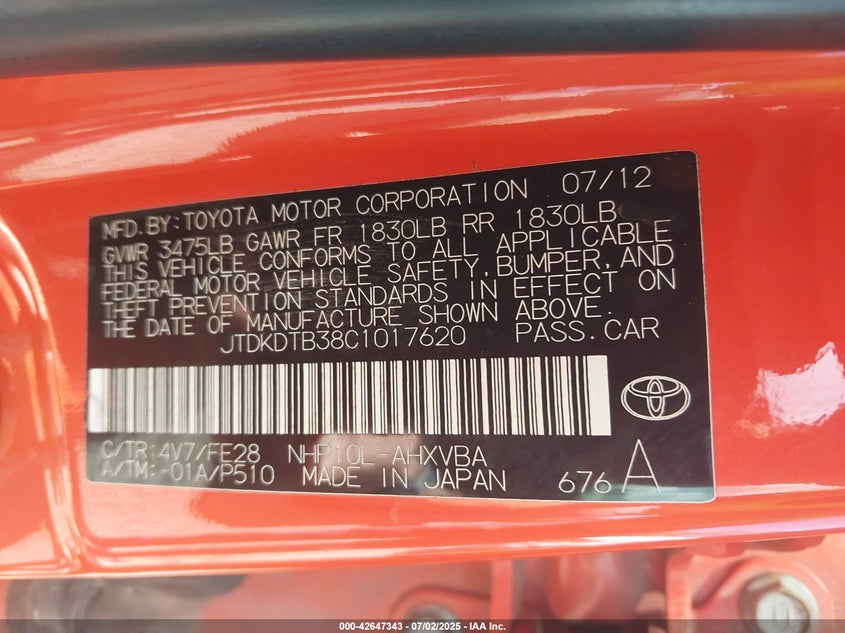 MFD.BY:TOYOTA MOTOR CORPORATION 07/12
GVWR 3475LB GAWR FR 1830LB RR 1830LB
THIS VEHICLE CONFORMS TO ALL APPLICABLE
FEDERAL MOTOR VEHICLE SAFETY,BUMPER,AND
THEFT PREVENTION STANDARDS IN EFFECT ON
THE DATE OF MANUFACTURE SHOWN ABOVE.
JTDKDTB38C1017620 PASS.CAR
C/TR:4V7/FE28 NHP10L-AHXVBA
A/TM:-01A/P510 MADE IN JAPAN 676 A
000-42647343 - 07/02/2025 - IAA Inc.